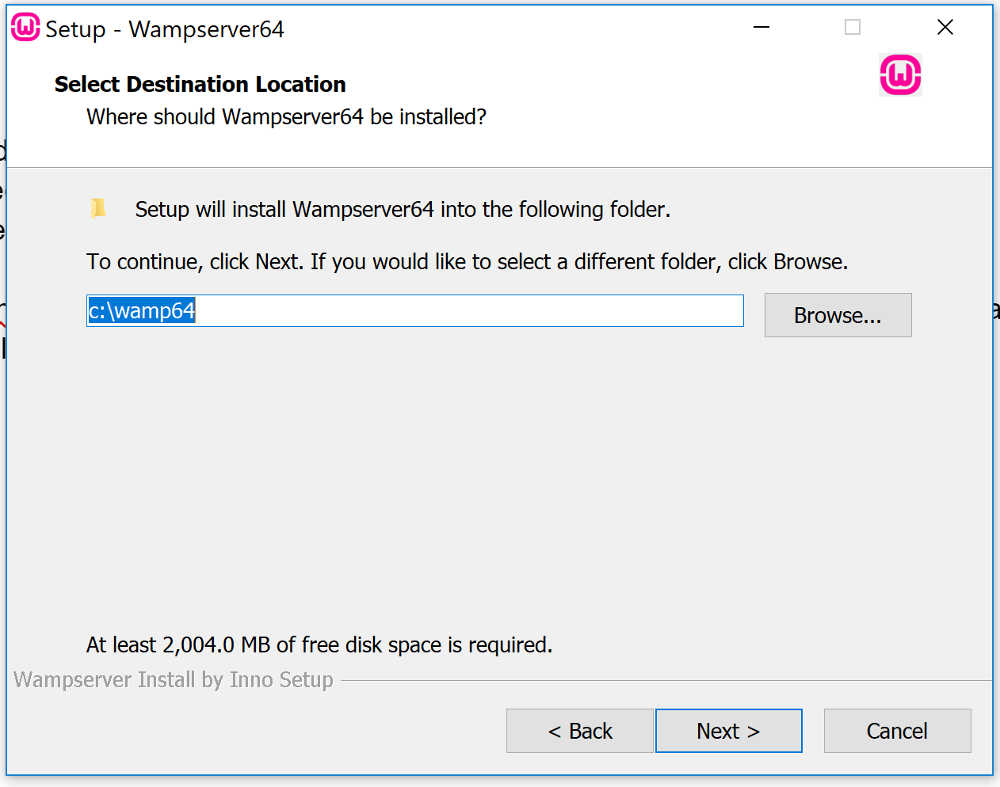 Setup - Wampserver64
Select Destination Location
Where should Wampserver64 be installed?
Setup will install Wampserver64 into the following folder.
To continue, click Next. If you would like to select a different folder, click Browse.
c:\wamp64
Browse...
At least 2,004.0 MB of free disk space is required.
Wampserver Install by Inno Setup
< Back
Next >
Cancel